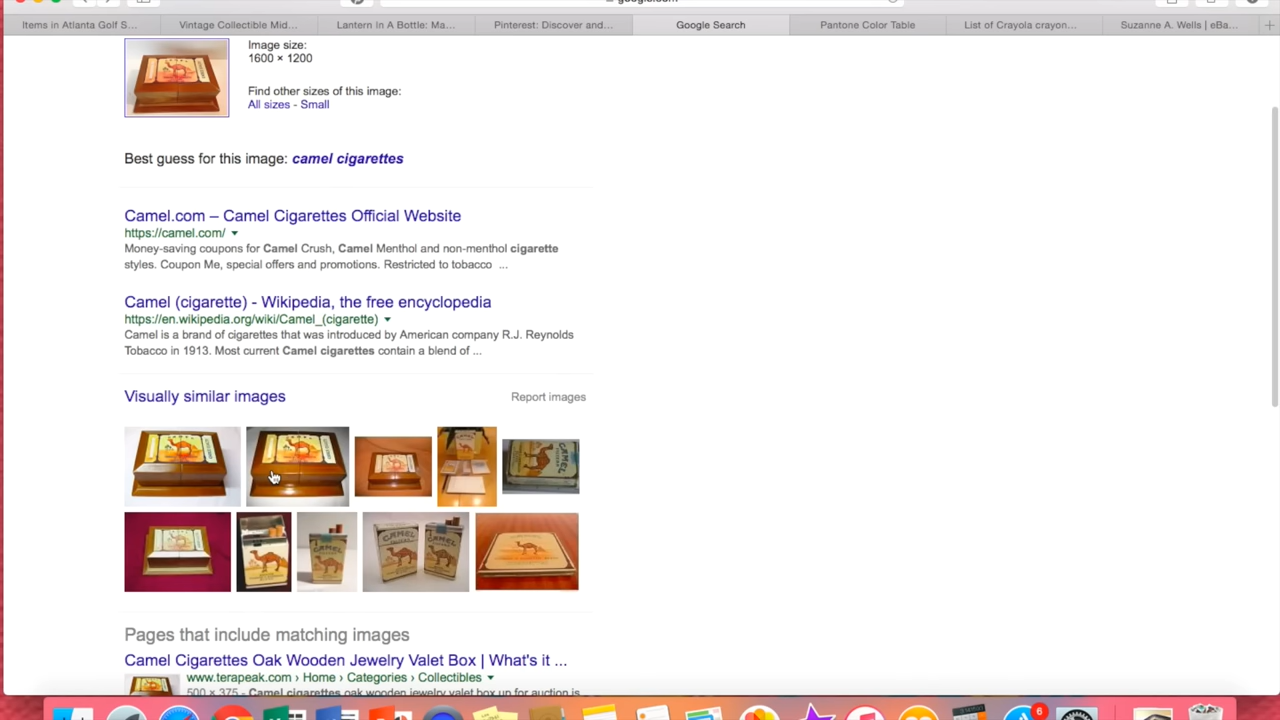 google.com
Items in Atlanta Golf S...
Vintage Collectible Mid...
Lantern In A Bottle: Ma...
Pinterest: Discover and...
Google Search
Pantone Color Table
List of Crayola crayon...
Suzanne A. Wells | eBa...
Image size:
1600 × 1200
Find other sizes of this image:
All sizes - Small
Best guess for this image: camel cigarettes
Camel.com – Camel Cigarettes Official Website
https://camel.com/
Money-saving coupons for Camel Crush, Camel Menthol and non-menthol cigarette
styles. Coupon Me, special offers and promotions. Restricted to tobacco ...
Camel (cigarette) - Wikipedia, the free encyclopedia
https://en.wikipedia.org/wiki/Camel_(cigarette)
Camel is a brand of cigarettes that was introduced by American company R.J. Reynolds
Tobacco in 1913. Most current Camel cigarettes contain a blend of ...
Visually similar images
Report images
CAMEL
CAMEL
CAMEL
CAMEL
Pages that include matching images
Camel Cigarettes Oak Wooden Jewelry Valet Box | What's it ...
www.terapeak.com › Home › Categories › Collectibles
500 × 375 - Camel cigarettes oak wooden jewelry valet box up for auction is
6